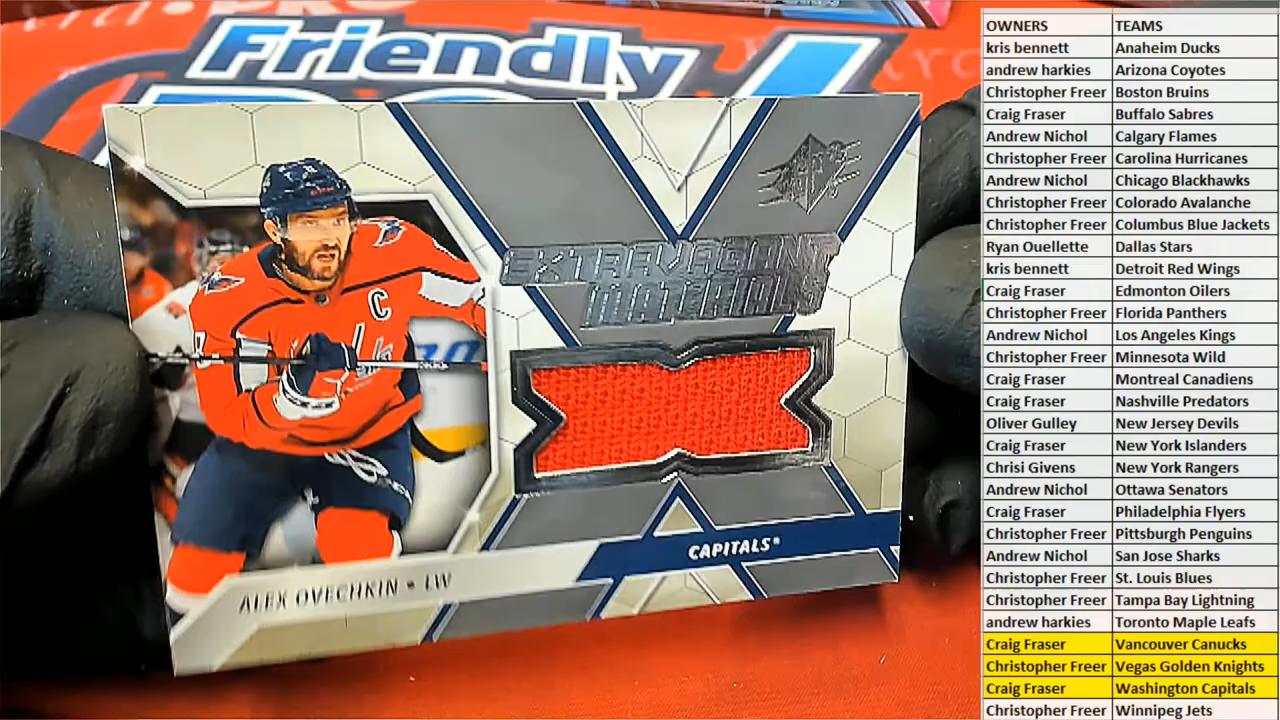 Friendly
SPx
EXTRAVAGANT
MATERIALS
C
CAPITALS
ALEX OVECHKIN • LW
OWNERS TEAMS
kris bennett Anaheim Ducks
andrew harkies Arizona Coyotes
Christopher Freer Boston Bruins
Craig Fraser Buffalo Sabres
Andrew Nichol Calgary Flames
Christopher Freer Carolina Hurricanes
Andrew Nichol Chicago Blackhawks
Christopher Freer Colorado Avalanche
Christopher Freer Columbus Blue Jackets
Ryan Ouellette Dallas Stars
kris bennett Detroit Red Wings
Craig Fraser Edmonton Oilers
Christopher Freer Florida Panthers
Andrew Nichol Los Angeles Kings
Christopher Freer Minnesota Wild
Craig Fraser Montreal Canadiens
Craig Fraser Nashville Predators
Oliver Gulley New Jersey Devils
Craig Fraser New York Islanders
Chrisi Givens New York Rangers
Andrew Nichol Ottawa Senators
Craig Fraser Philadelphia Flyers
Christopher Freer Pittsburgh Penguins
Andrew Nichol San Jose Sharks
Christopher Freer St. Louis Blues
Christopher Freer Tampa Bay Lightning
andrew harkies Toronto Maple Leafs
Craig Fraser Vancouver Canucks
Christopher Freer Vegas Golden Knights
Craig Fraser Washington Capitals
Christopher Freer Winnipeg Jets